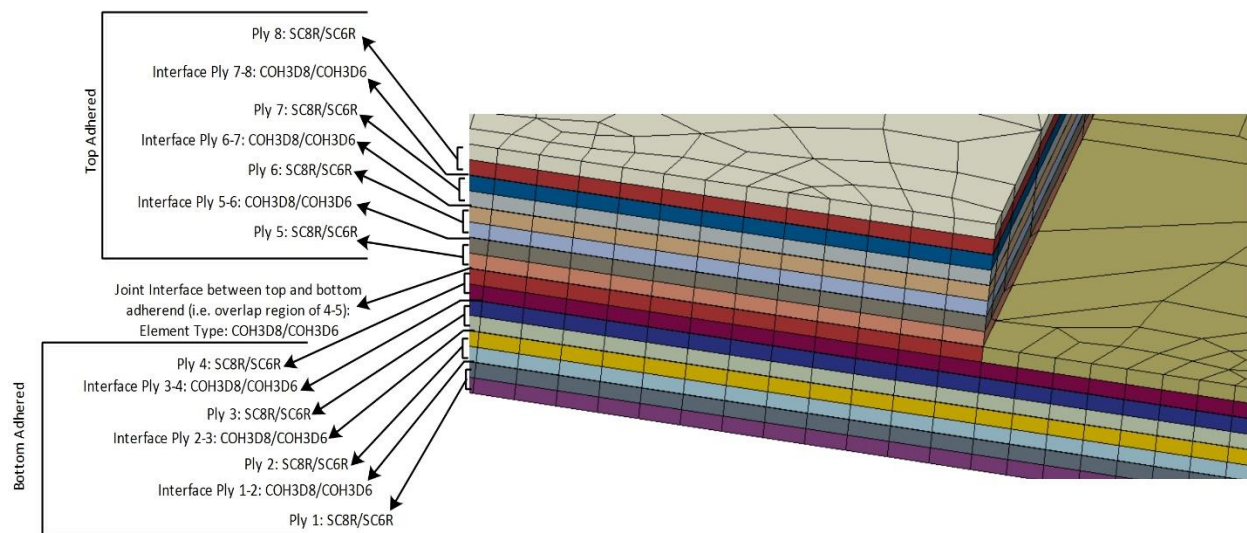 Top Adhered
Ply 8: SC8R/SC6R
Interface Ply 7-8: COH3D8/COH3D6
Ply 7: SC8R/SC6R
Interface Ply 6-7: COH3D8/COH3D6
Ply 6: SC8R/SC6R
Interface Ply 5-6: COH3D8/COH3D6
Ply 5: SC8R/SC6R
Joint Interface between top and bottom
adherend (i.e. overlap region of 4-5):
Element Type: COH3D8/COH3D6
Bottom Adhered
Ply 4: SC8R/SC6R
Interface Ply 3-4: COH3D8/COH3D6
Ply 3: SC8R/SC6R
Interface Ply 2-3: COH3D8/COH3D6
Ply 2: SC8R/SC6R
Interface Ply 1-2: COH3D8/COH3D6
Ply 1: SC8R/SC6R